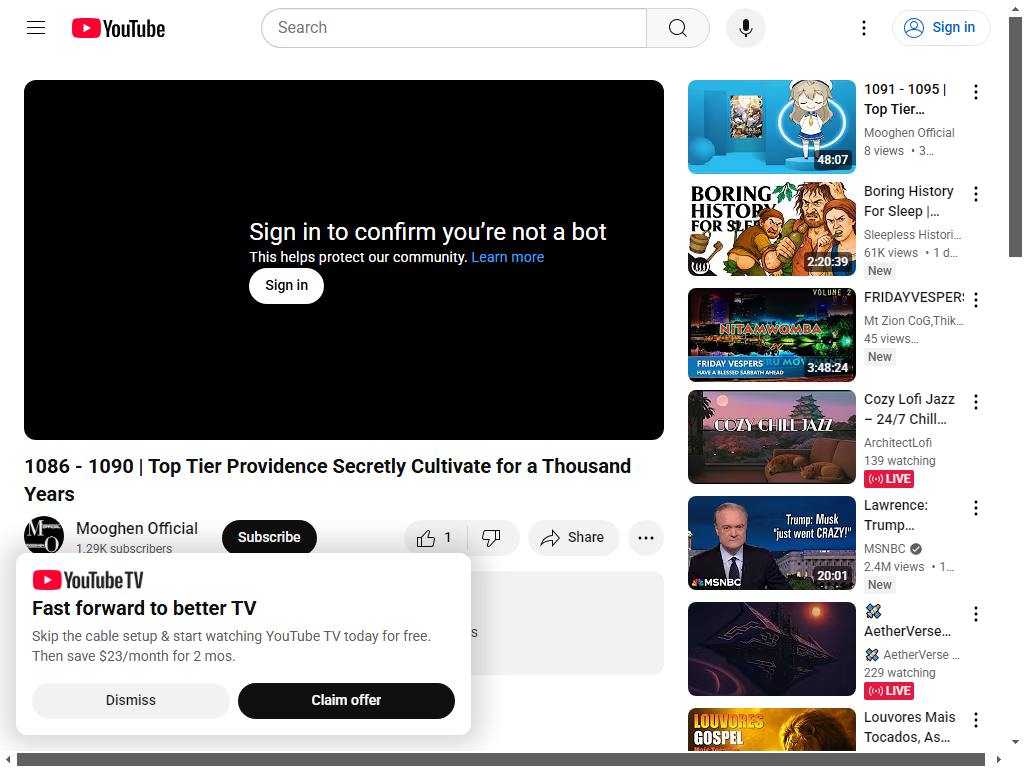 YouTube
Search
Sign in
Sign in to confirm you’re not a bot
This helps protect our community. Learn more
Sign in
1086 - 1090 | Top Tier Providence Secretly Cultivate for a Thousand
Years
Mooghen Official
1.29K subscribers
Subscribe
1
Share
YouTube TV
Fast forward to better TV
Skip the cable setup & start watching YouTube TV today for free.
Then save $23/month for 2 mos.
Dismiss
Claim offer
s
48:07
1091 - 1095 |
Top Tier…
Mooghen Official
8 views • 3…
BORING
HISTORY
FOR SLEEP
2:20:39
Boring History
For Sleep |…
Sleepless Histori…
61K views • 1 d…
New
VOLUME 2
NITAMWOMBA
FRIDAY VESPERS
HAVE A BLESSED SABBATH AHEAD
3:48:24
FRIDAYVESPERS
Mt Zion CoG,Thik…
45 views…
New
COZY CHILL JAZZ
Cozy Lofi Jazz
– 24/7 Chill…
ArchitectLofi
139 watching
LIVE
Trump: Musk
"just went CRAZY!"
MSNBC
20:01
Lawrence:
Trump…
MSNBC
2.4M views • 1…
New
AetherVerse…
AetherVerse …
229 watching
LIVE
LOUVORES
GOSPEL
Louvores Mais
Tocados, As…